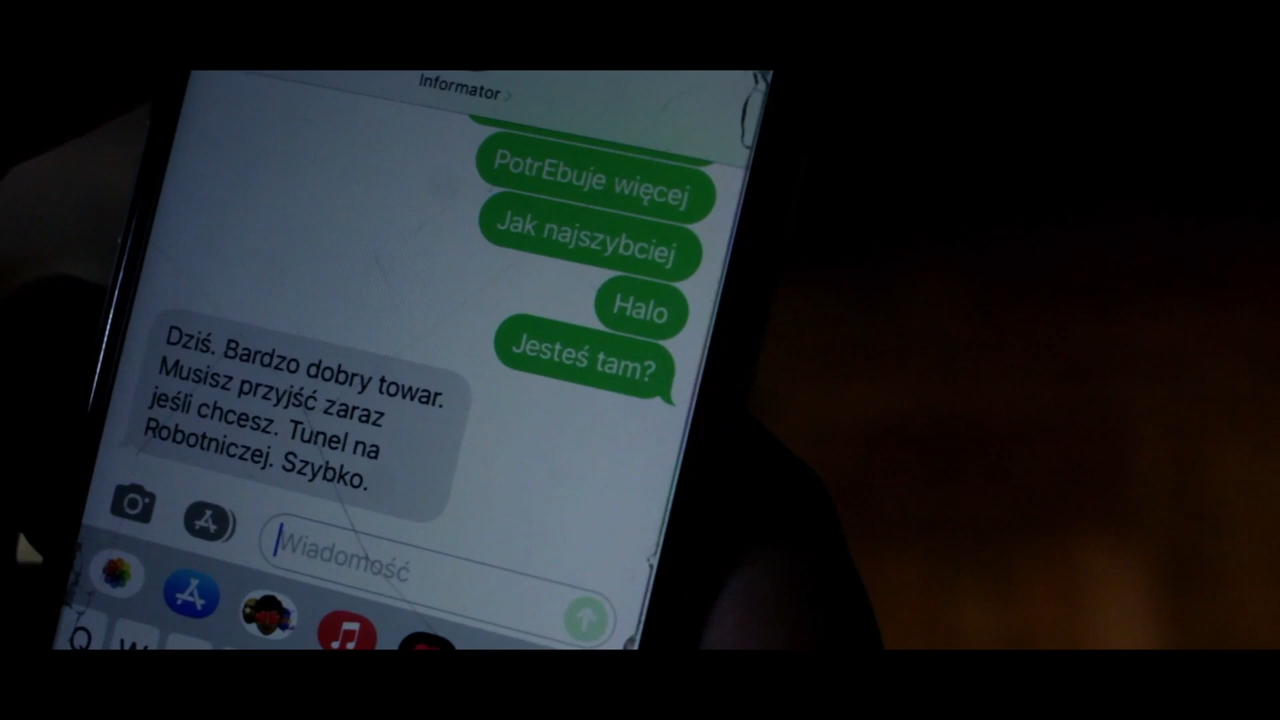 Informator
PotrEbuje więcej
Jak najszybciej
Halo
Jesteś tam?
Dziś. Bardzo dobry towar.
Musisz przyjść zaraz
jeśli chcesz. Tunel na
Robotniczej. Szybko.
Wiadomość
Q W